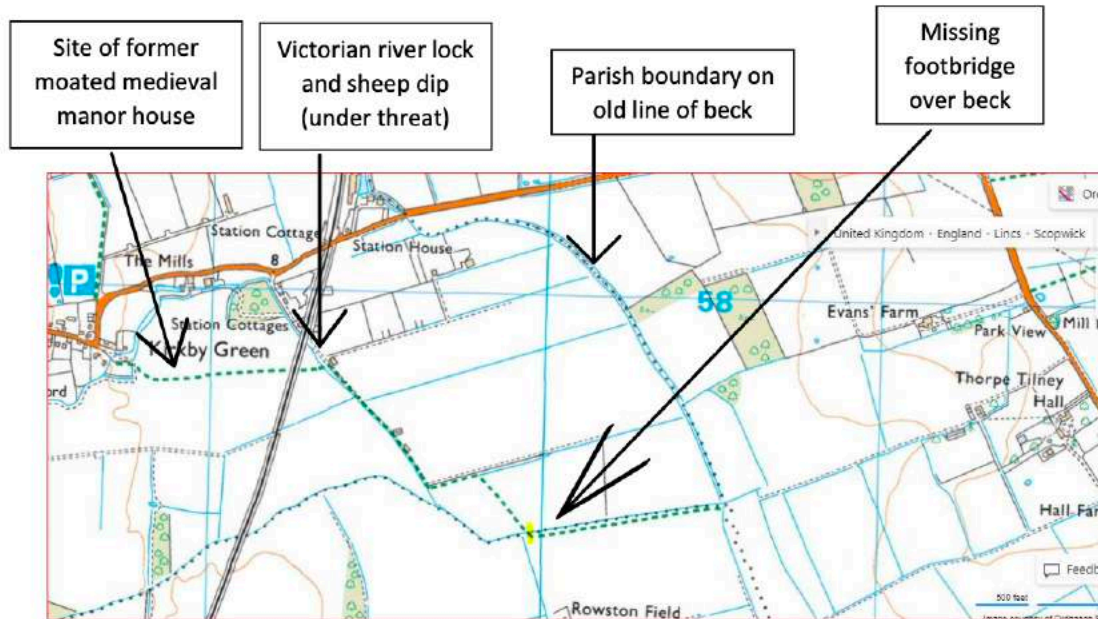 Site of former
moated medieval
manor house
Victorian river lock
and sheep dip
(under threat)
Parish boundary on
old line of beck
Missing
footbridge
over beck
Station Cottage
Station House
The Mills
8
P
Station Cottages
Kirkby Green
ord
58
United Kingdom · England · Lincs · Scopwick
Evans' Farm
Park View
Mill
Thorpe Tilney
Hall
Hall Far
Rowston Field
Feedb
500 feet